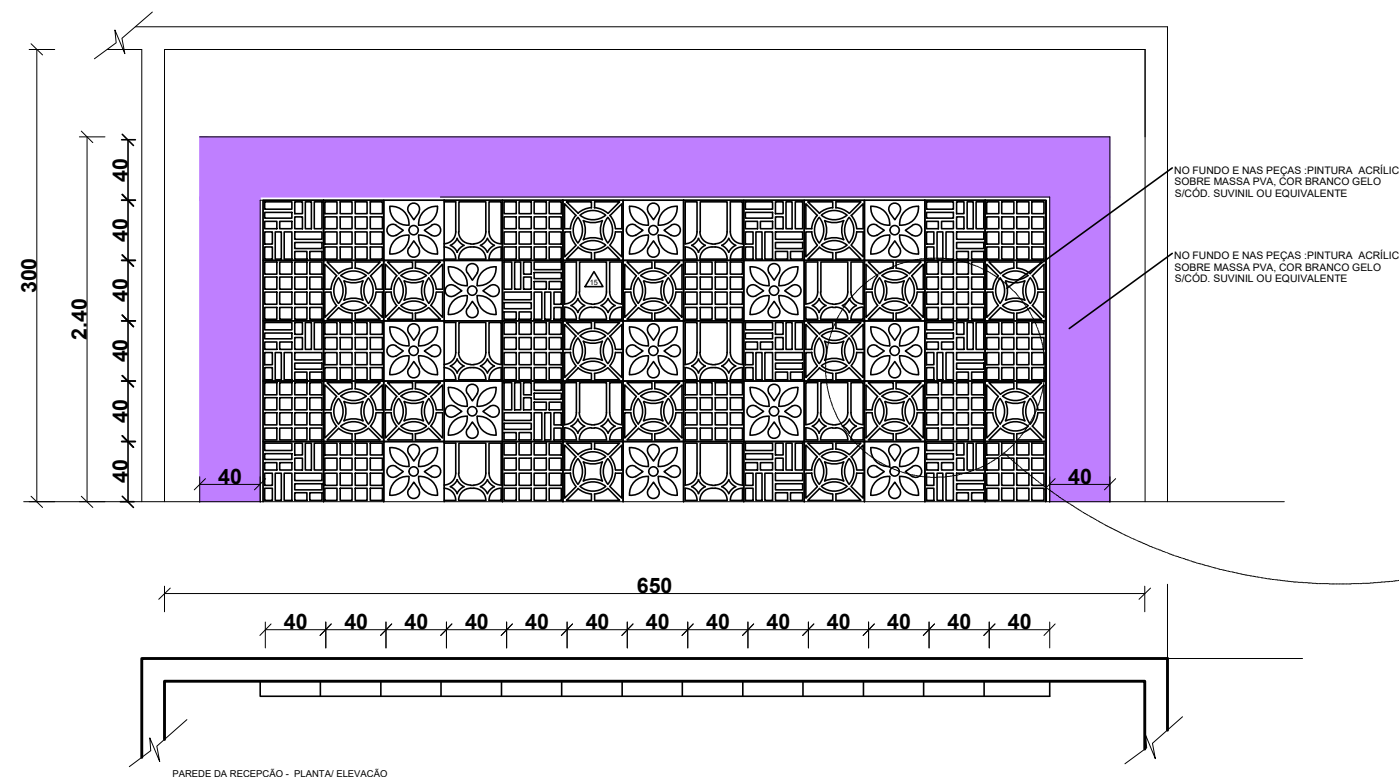 NO FUNDO E NAS PEÇAS :PINTURA ACRÍLIC
SOBRE MASSA PVA, COR BRANCO GELO
S/CÓD. SUVINIL OU EQUIVALENTE
NO FUNDO E NAS PEÇAS :PINTURA ACRÍLIC
SOBRE MASSA PVA, COR BRANCO GELO
S/CÓD. SUVINIL OU EQUIVALENTE
300
2.40
40
40
40
40
40
40
15
40
40
650
40 40 40 40 40 40 40 40 40 40 40 40 40
PAREDE DA RECEPÇÃO - PLANTA/ ELEVAÇÃO